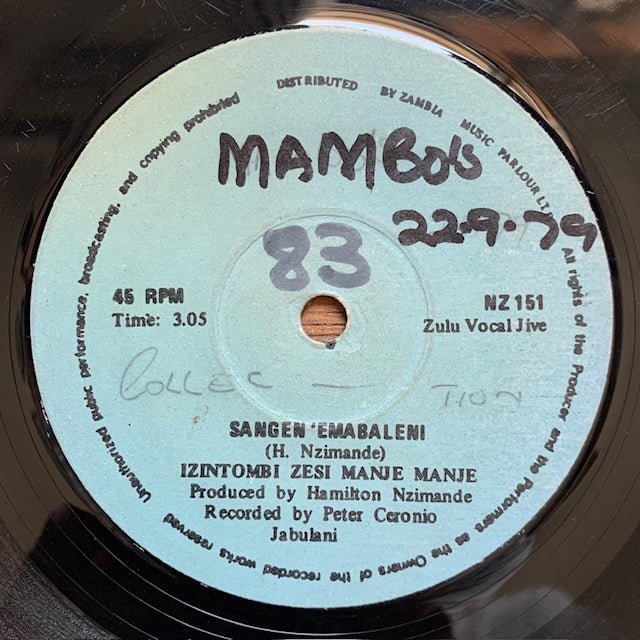 DISTRIBUTED BY ZAMBIA MUSIC PARLOUR LTD.
All rights of the Producer and the Performers as the Owners of the recorded works reserved
Unauthorized public performance, broadcasting, and copying prohibited
MAMBO'S
22.9.79
83
45 RPM
Time: 3.05
NZ 151
Zulu Vocal Jive
COLLEC — TION
SANGEN 'EMABALENI
(H. Nzimande)
IZINTOMBI ZESI MANJE MANJE
Produced by Hamilton Nzimande
Recorded by Peter Ceronio
Jabulani